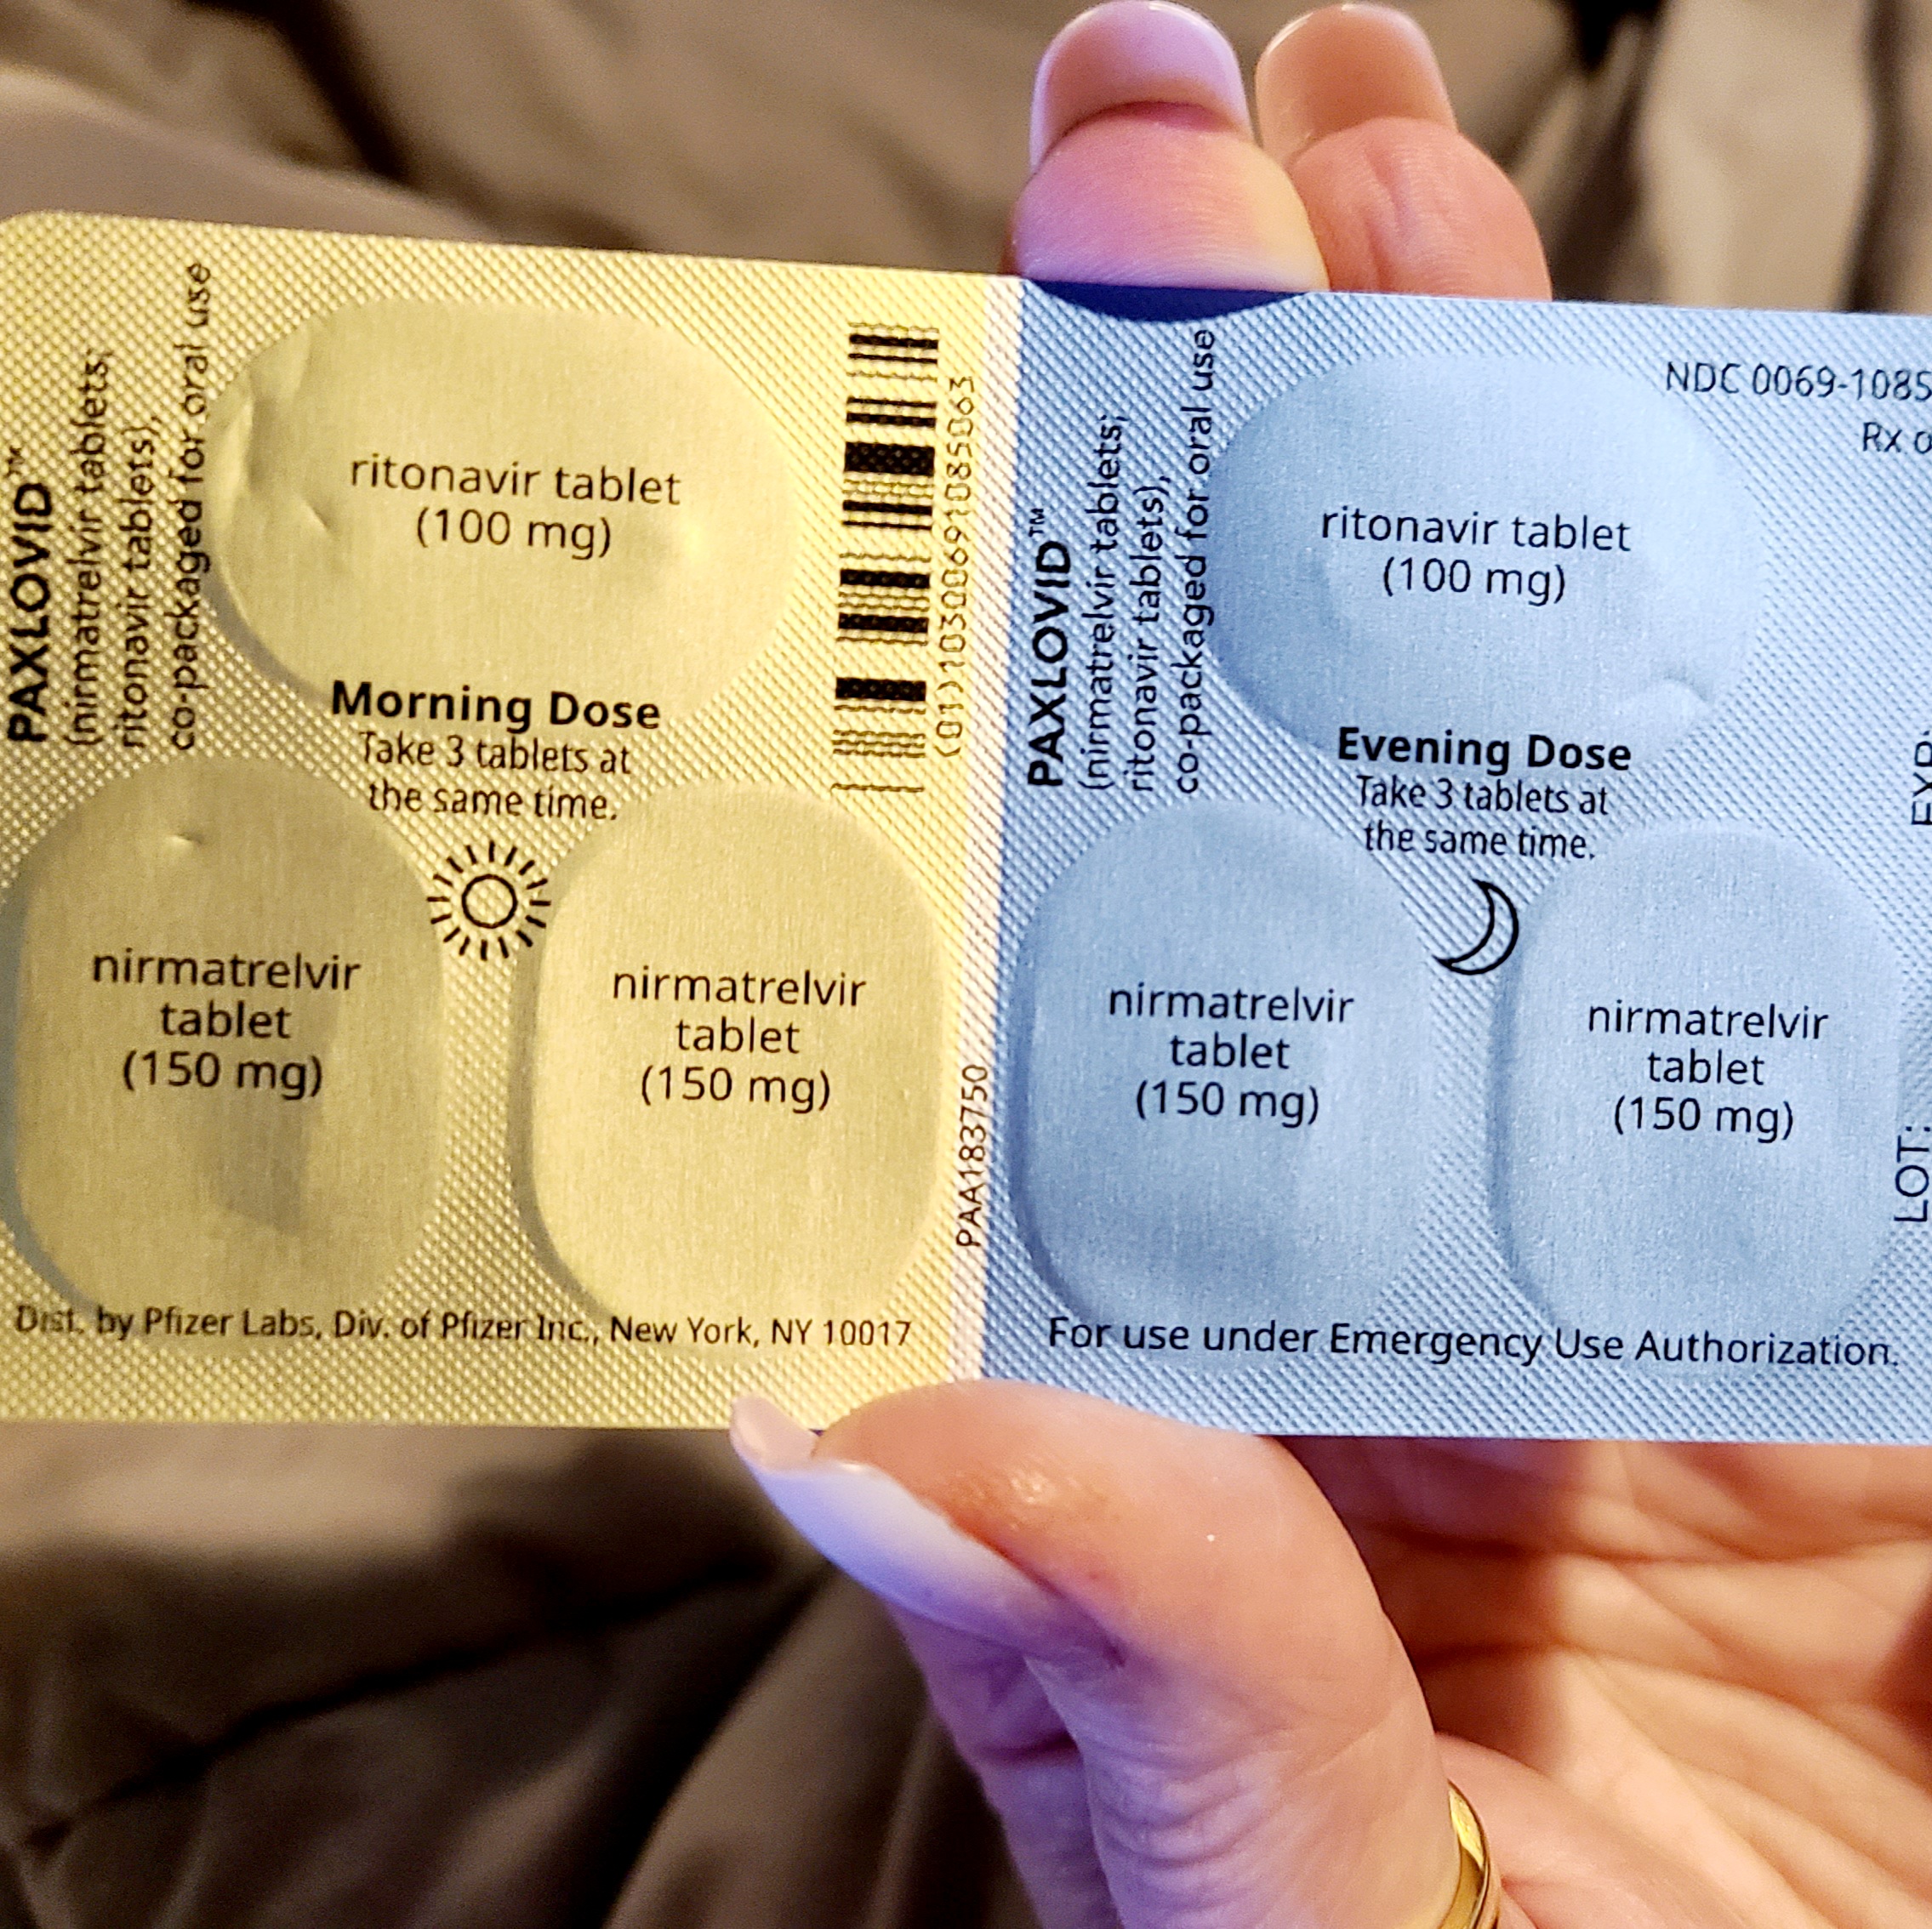 PAXLOVID™
(nirmatrelvir tablets;
ritonavir tablets),
co-packaged for oral use
ritonavir tablet
(100 mg)
Morning Dose
Take 3 tablets at
the same time.
nirmatrelvir
tablet
(150 mg)
nirmatrelvir
tablet
(150 mg)
(01)10300691085063
PAA183750
Dist. by Pfizer Labs, Div. of Pfizer Inc., New York, NY 10017
PAXLOVID™
(nirmatrelvir tablets;
ritonavir tablets),
co-packaged for oral use
NDC 0069-1085
Rx
ritonavir tablet
(100 mg)
Evening Dose
Take 3 tablets at
the same time.
nirmatrelvir
tablet
(150 mg)
nirmatrelvir
tablet
(150 mg)
EXP:
LOT:
For use under Emergency Use Authorization.